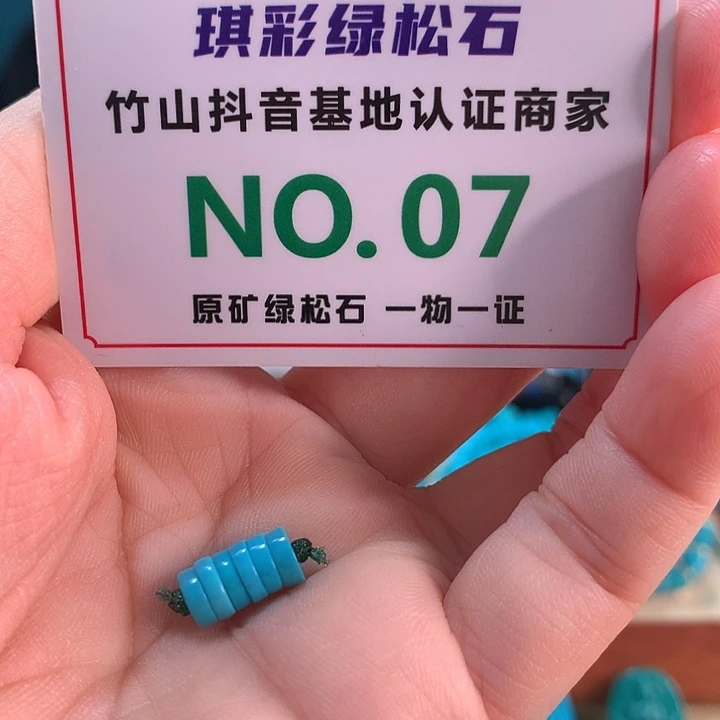 琪彩绿松石
竹山抖音基地认证商家
NO.07
原矿绿松石 一物一证